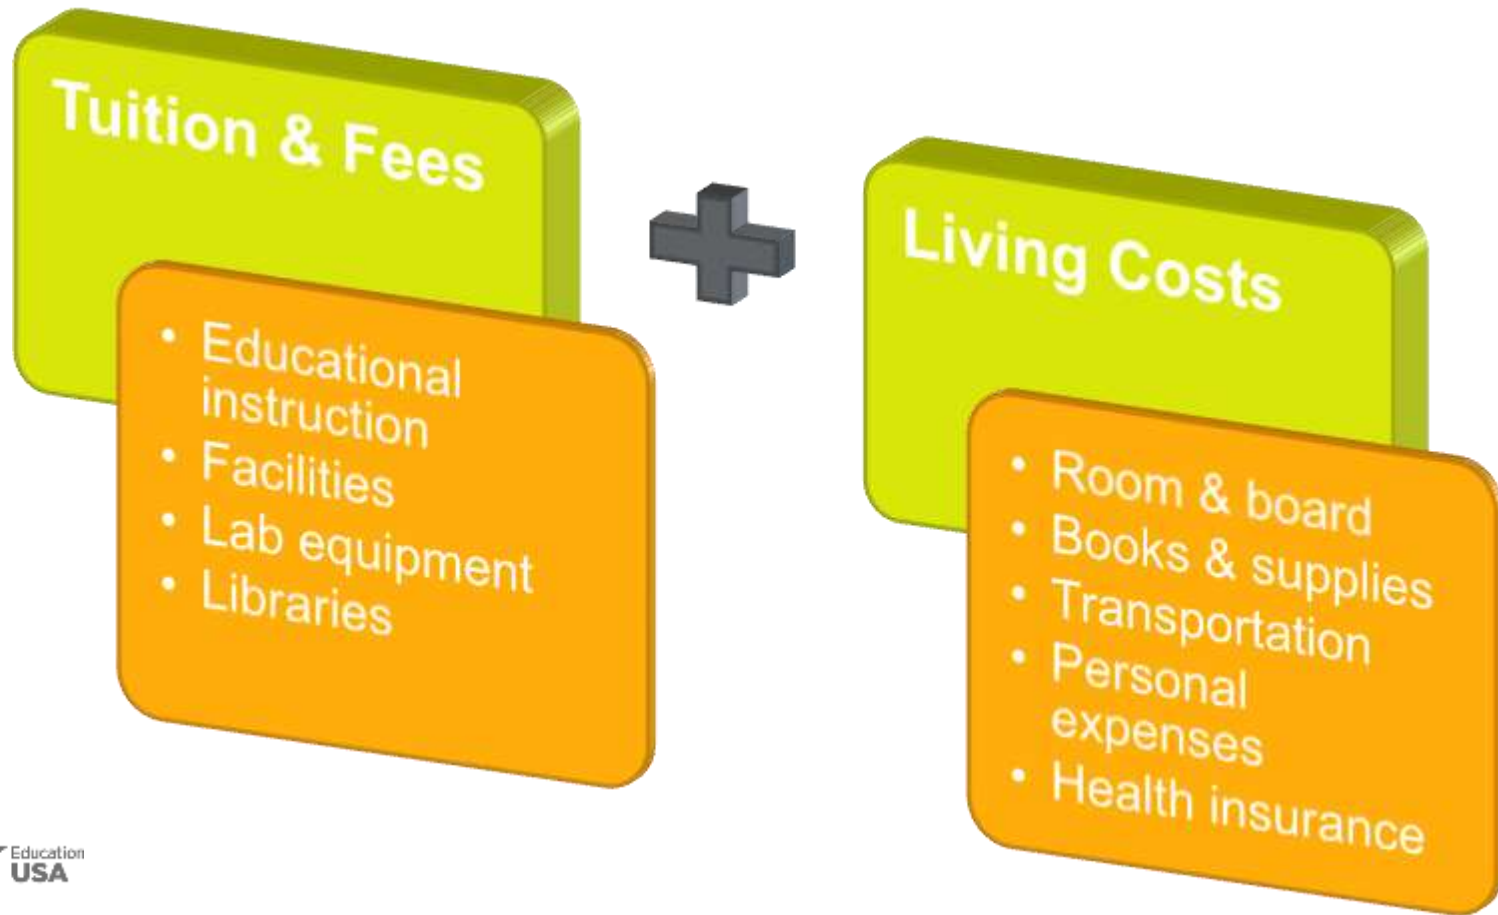 Tuition & Fees
• Educational
instruction
• Facilities
• Lab equipment
• Libraries
Living Costs
• Room & board
• Books & supplies
• Transportation
• Personal
expenses
• Health insurance
Education
USA